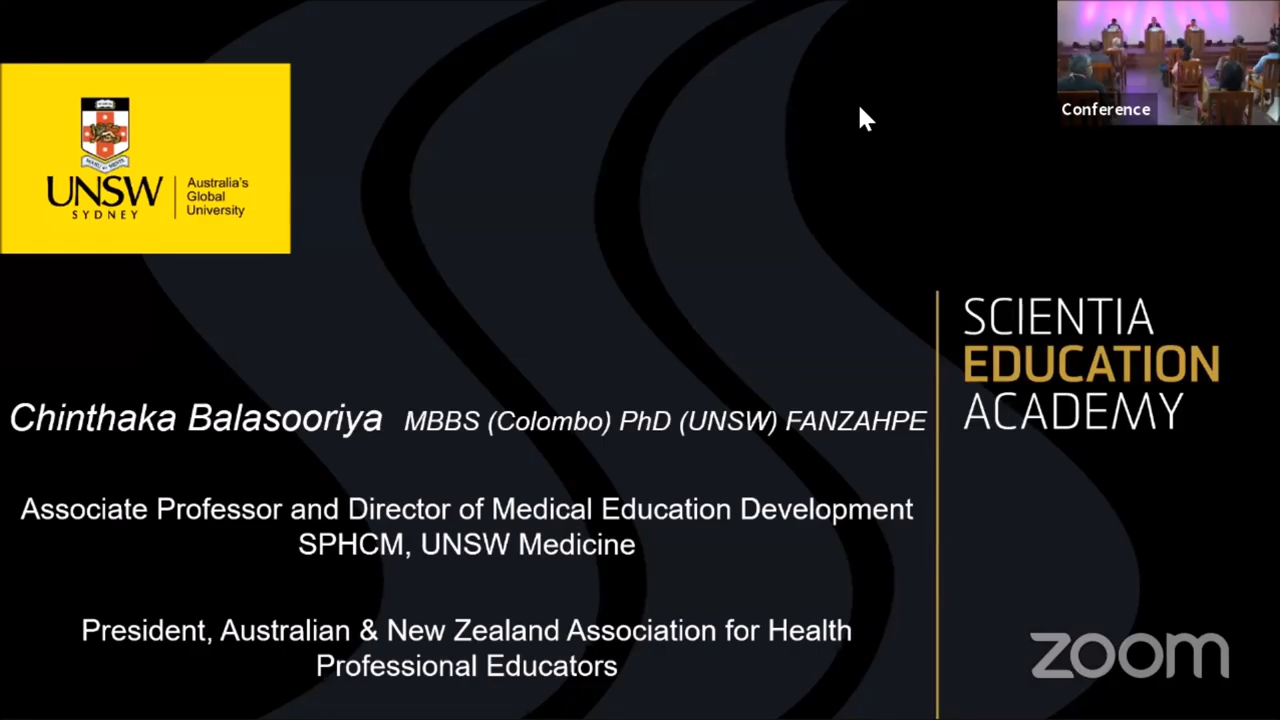 Conference
UNSW
SYDNEY
Australia's
Global
University
SCIENTIA
EDUCATION
ACADEMY
Chinthaka Balasooriya MBBS (Colombo) PhD (UNSW) FANZAHPE
Associate Professor and Director of Medical Education Development
SPHCM, UNSW Medicine
President, Australian & New Zealand Association for Health
Professional Educators
zoom